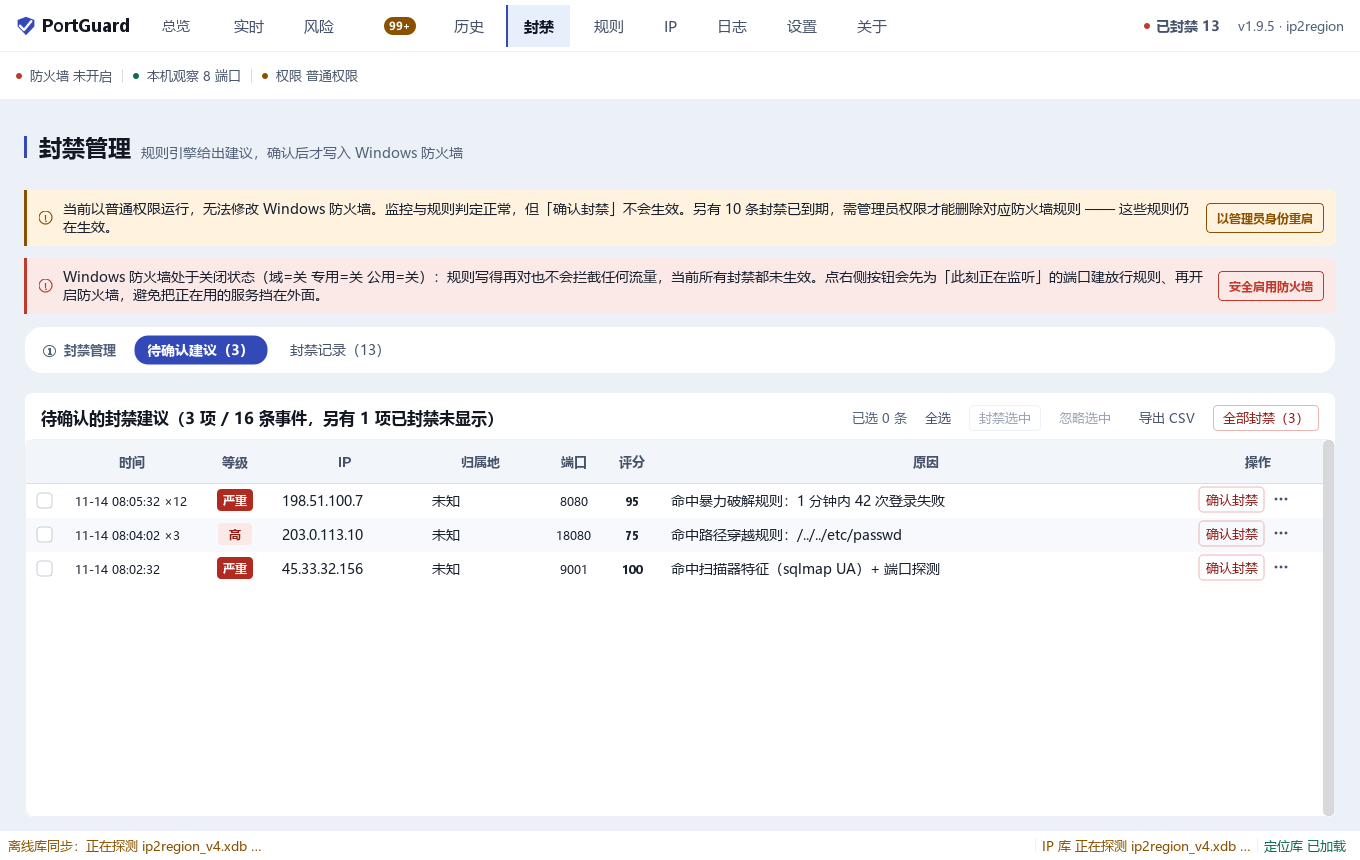 PortGuard 总览 实时 风险 99+ 历史 封禁 规则 IP 日志 设置 关于 已封禁 13 v1.9.5 · ip2region
防火墙 未开启 本机观察 8 端口 权限 普通权限
封禁管理 规则引擎给出建议，确认后才写入 Windows 防火墙
当前以普通权限运行，无法修改 Windows 防火墙。监控与规则判定正常，但「确认封禁」不会生效。另有 10 条封禁已到期，需管理员权限才能删除对应防火墙规则 —— 这些规则仍
在生效。
以管理员身份重启
Windows 防火墙处于关闭状态（域=关 专用=关 公用=关）：规则写得再对也不会拦截任何流量，当前所有封禁都未生效。点右侧按钮会先为「此刻正在监听」的端口建放行规则、再开
启防火墙，避免把正在用的服务挡在外面。
安全启用防火墙
① 封禁管理 待确认建议（3） 封禁记录（13）
待确认的封禁建议（3 项 / 16 条事件，另有 1 项已封禁未显示） 已选 0 条 全选 封禁选中 忽略选中 导出 CSV 全部封禁（3）
时间 等级 IP 归属地 端口 评分 原因 操作
11-14 08:05:32 ×12 严重 198.51.100.7 未知 8080 95 命中暴力破解规则：1 分钟内 42 次登录失败 确认封禁 ···
11-14 08:04:02 ×3 高 203.0.113.10 未知 18080 75 命中路径穿越规则：/../../etc/passwd 确认封禁 ···
11-14 08:02:32 严重 45.33.32.156 未知 9001 100 命中扫描器特征（sqlmap UA）+ 端口探测 确认封禁 ···
离线库同步：正在探测 ip2region_v4.xdb … IP 库 正在探测 ip2region_v4.xdb … 定位库 已加载